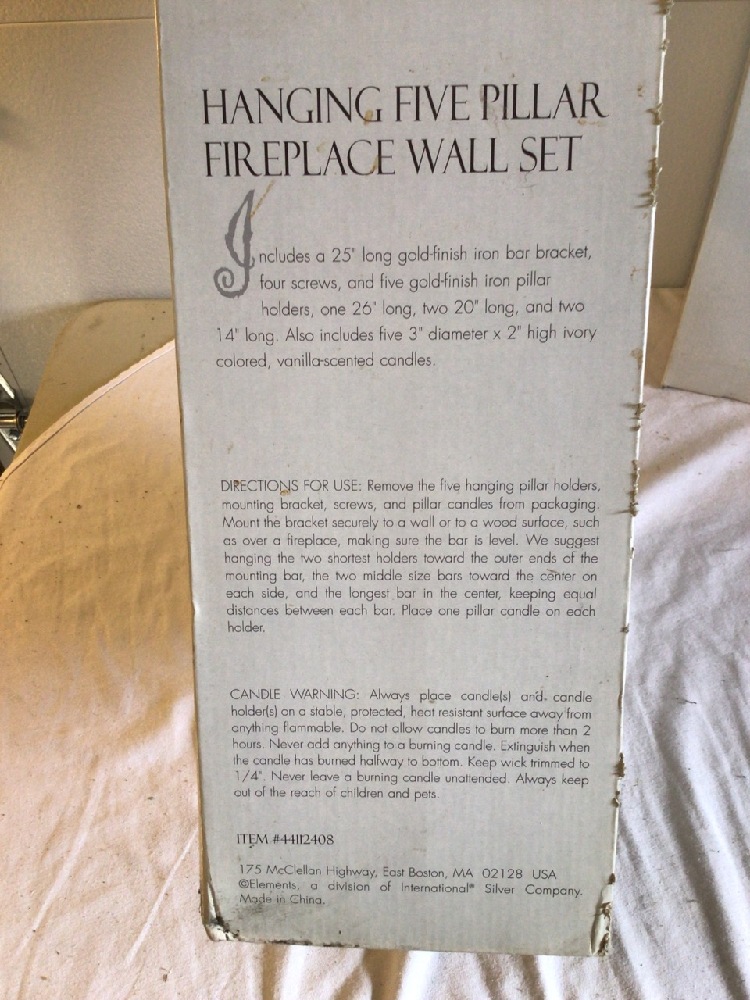 HANGING FIVE PILLAR
FIREPLACE WALL SET
Includes a 25" long gold-finish iron bar bracket,
four screws, and five gold-finish iron pillar
holders, one 26" long, two 20" long, and two
14" long. Also includes five 3" diameter x 2" high ivory
colored, vanilla-scented candles.
DIRECTIONS FOR USE: Remove the five hanging pillar holders,
mounting bracket, screws, and pillar candles from packaging.
Mount the bracket securely to a wall or to a wood surface, such
as over a fireplace, making sure the bar is level. We suggest
hanging the two shortest holders toward the outer ends of the
mounting bar, the two middle size bars toward the center on
each side, and the longest bar in the center, keeping equal
distances between each bar. Place one pillar candle on each
holder.
CANDLE WARNING: Always place candle(s) and candle
holder(s) on a stable, protected, heat resistant surface away from
anything flammable. Do not allow candles to burn more than 2
hours. Never add anything to a burning candle. Extinguish when
the candle has burned halfway to bottom. Keep wick trimmed to
1/4". Never leave a burning candle unattended. Always keep
out of the reach of children and pets.
ITEM #44112408
175 McClellan Highway, East Boston, MA 02128 USA
©Elements, a division of International® Silver Company.
Made in China.